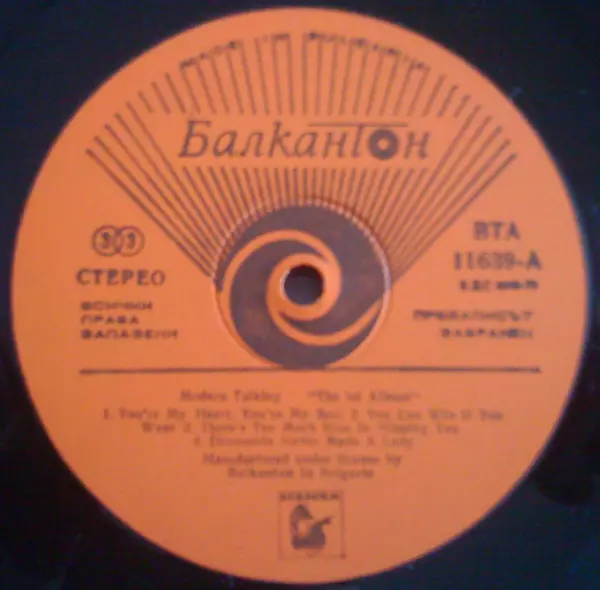 Балкантон
33
СТЕРЕО
ВСИЧКИ
ПРАВА
ЗАПАЗЕНИ
ВТА
11639-А
ПРЕЗАПИСЪТ
ЗАБРАНЕН
Modern Talking "The 1st Album"
1. You're My Heart, You're My Soul 2. You Can Win If You
Want 3. There's Too Much Blue In Missing You
4. Diamonds Never Made A Lady
Manufactured under license by
Balkanton in Bulgaria